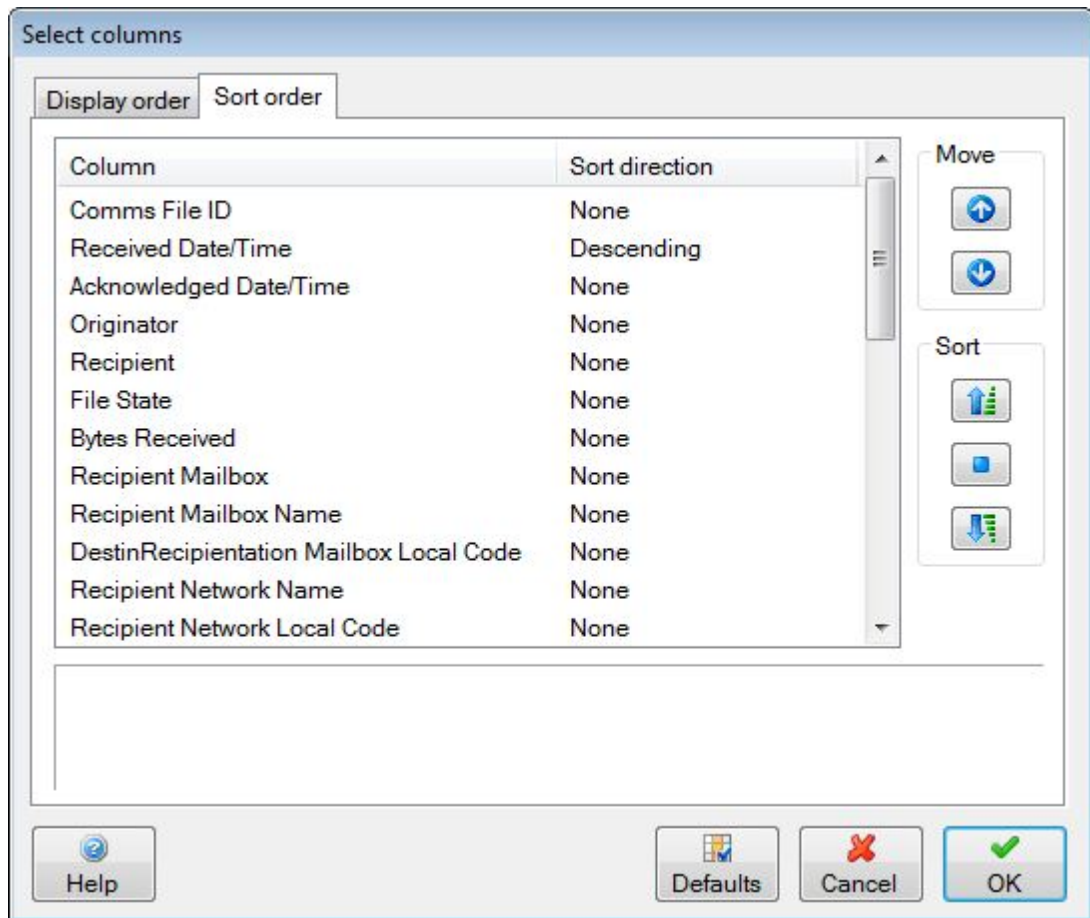 Select columns
Display order Sort order
Column Sort direction
Comms File ID None
Received Date/Time Descending
Acknowledged Date/Time None
Originator None
Recipient None
File State None
Bytes Received None
Recipient Mailbox None
Recipient Mailbox Name None
DestinRecipientation Mailbox Local Code None
Recipient Network Name None
Recipient Network Local Code None
Move
Sort
Help Defaults Cancel OK